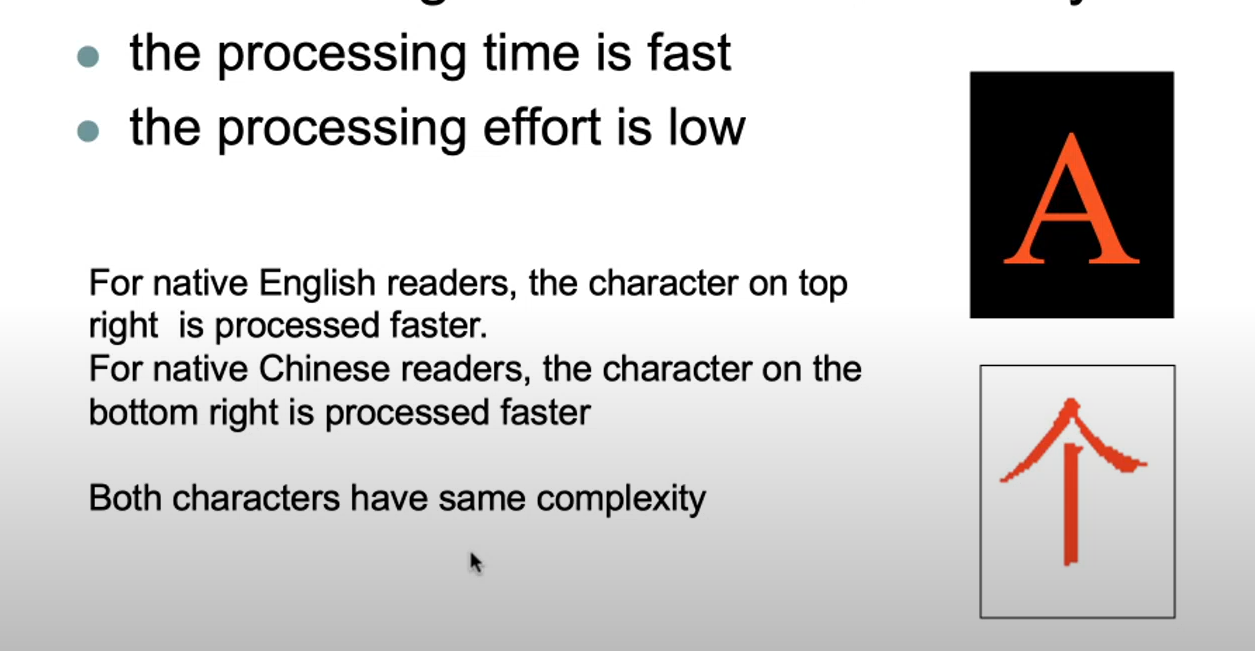 the processing time is fast
the processing effort is low
A
For native English readers, the character on top
right is processed faster.
For native Chinese readers, the character on the
bottom right is processed faster
个
Both characters have same complexity